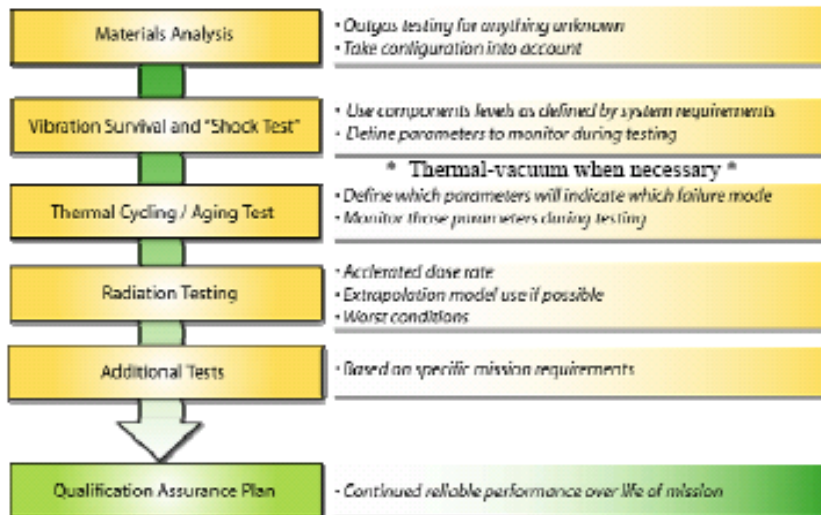 Materials Analysis
• Outgas testing for anything unknown
• Take configuration into account
Vibration Survival and "Shock Test"
• Use components levels as defined by system requirements
• Define parameters to monitor during testing
* Thermal-vacuum when necessary *
Thermal Cycling / Aging Test
• Define which parameters will indicate which failure mode
• Monitor those parameters during testing
Radiation Testing
• Acclerated dose rate
• Extrapolation model use if possible
• Worst conditions
Additional Tests
• Based on specific mission requirements
Qualification Assurance Plan
• Continued reliable performance over life of mission